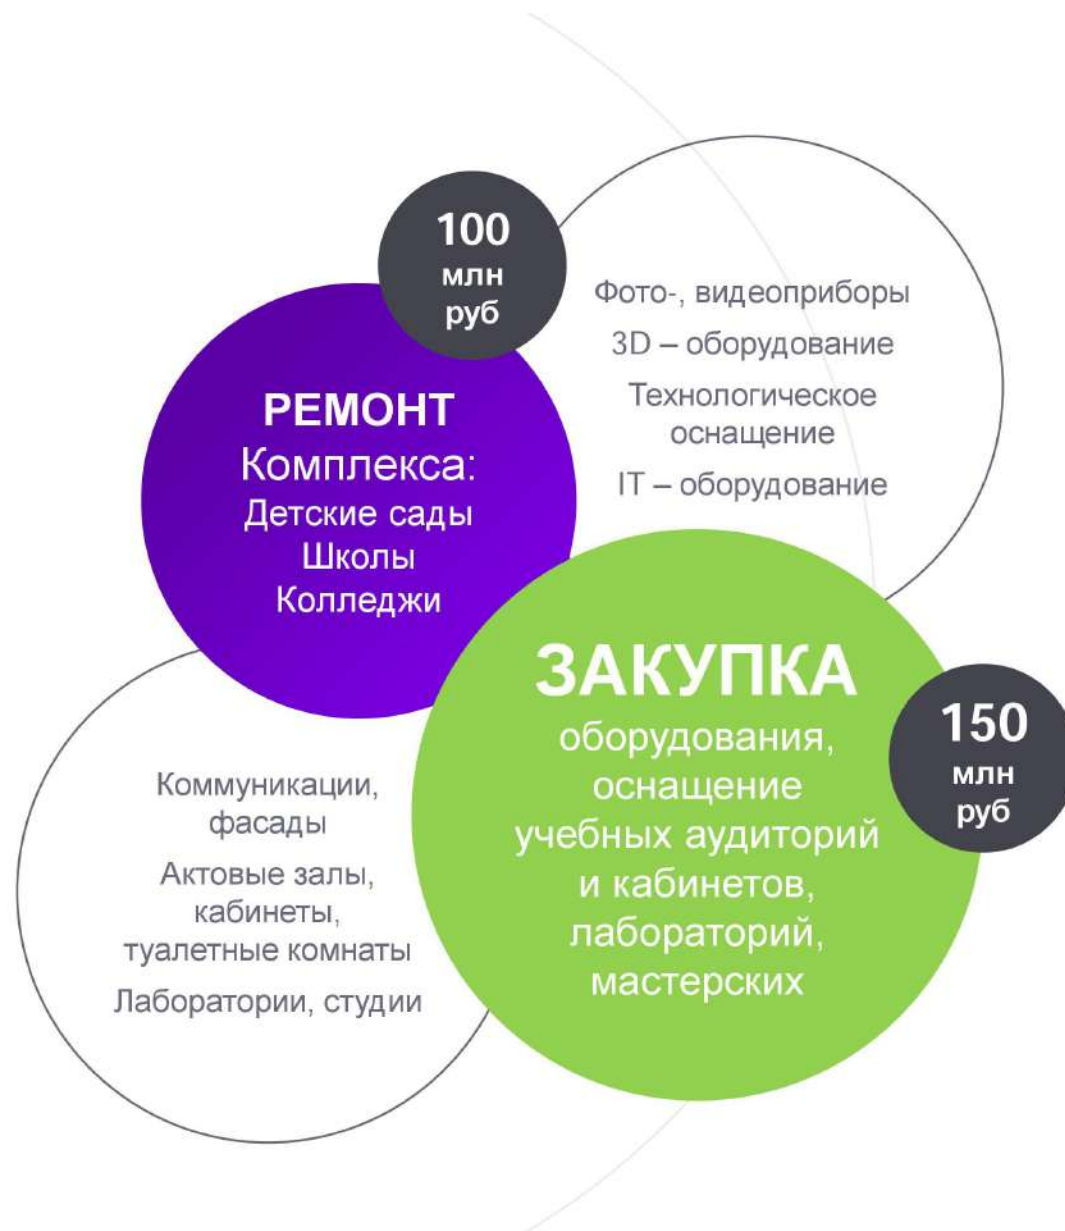 100
млн
руб
РЕМОНТ
Комплекса:
Детские сады
Школы
Колледжи
Фото-, видеоприборы
3D – оборудование
Технологическое
оснащение
IT – оборудование
ЗАКУПКА
оборудования,
оснащение
учебных аудиторий
и кабинетов,
лабораторий,
мастерских
150
млн
руб
Коммуникации,
фасады
Актовые залы,
кабинеты,
туалетные комнаты
Лаборатории, студии